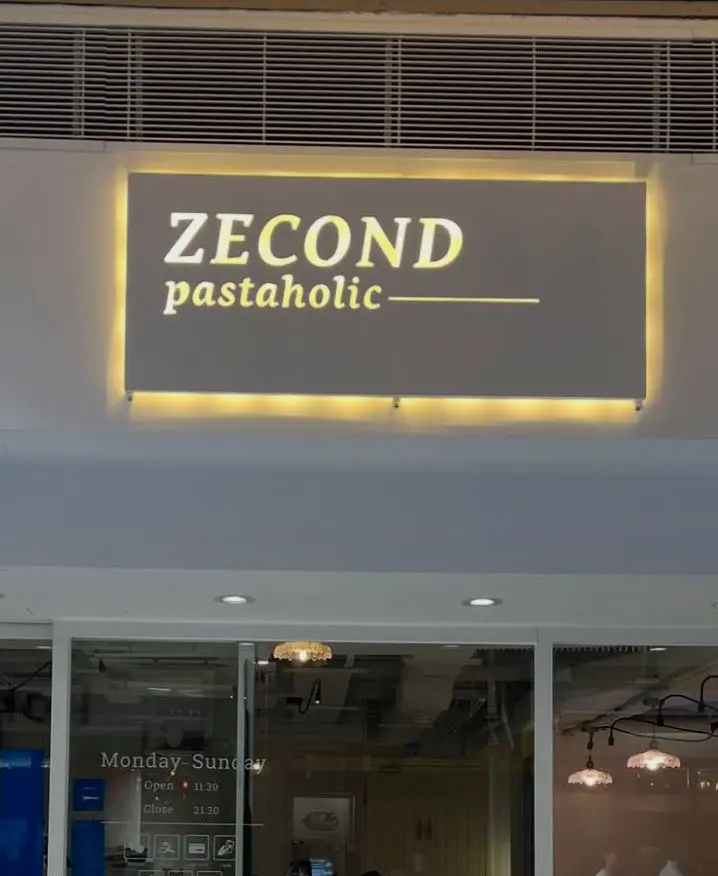 ZECOND
pastaholic
Monday-Sunday
Open 11:30
Close 21:30